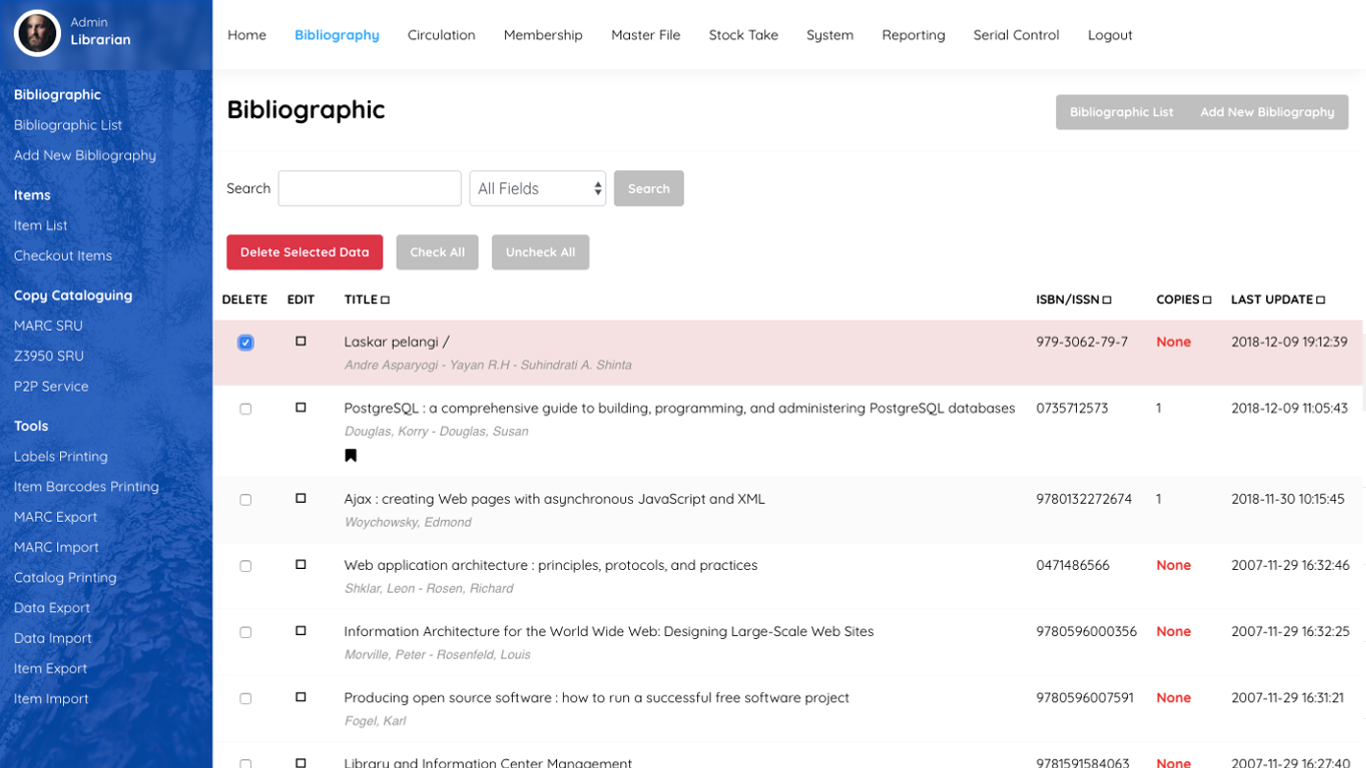 Admin
Librarian
Home Bibliography Circulation Membership Master File Stock Take System Reporting Serial Control Logout
Bibliographic
Bibliographic List
Add New Bibliography
Items
Item List
Checkout Items
Copy Cataloguing
MARC SRU
Z3950 SRU
P2P Service
Tools
Labels Printing
Item Barcodes Printing
MARC Export
MARC Import
Catalog Printing
Data Export
Data Import
Item Export
Item Import
Bibliographic
Bibliographic List Add New Bibliography
Search All Fields Search
Delete Selected Data Check All Uncheck All
DELETE EDIT TITLE ISBN/ISSN COPIES LAST UPDATE
Laskar pelangi / 979-3062-79-7 None 2018-12-09 19:12:39
Andre Asparyogi - Yayan R.H - Suhindrati A. Shinta
PostgreSQL : a comprehensive guide to building, programming, and administering PostgreSQL databases 0735712573 1 2018-12-09 11:05:43
Douglas, Korry - Douglas, Susan
Ajax : creating Web pages with asynchronous JavaScript and XML 9780132272674 1 2018-11-30 10:15:45
Woychowsky, Edmond
Web application architecture : principles, protocols, and practices 0471486566 None 2007-11-29 16:32:46
Shklar, Leon - Rosen, Richard
Information Architecture for the World Wide Web: Designing Large-Scale Web Sites 9780596000356 None 2007-11-29 16:32:25
Morville, Peter - Rosenfeld, Louis
Producing open source software : how to run a successful free software project 9780596007591 None 2007-11-29 16:31:21
Fogel, Karl
Library and Information Center Management 9781591584063 None 2007-11-29 16:27:40